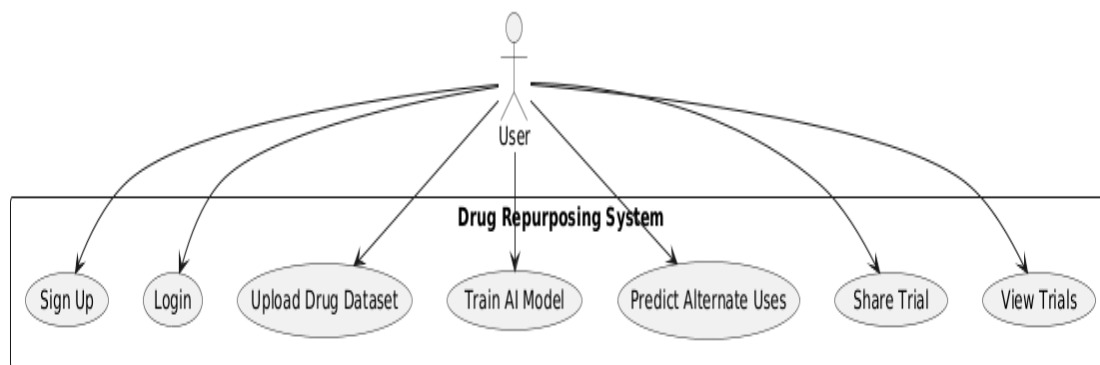 User
Drug Repurposing System
Sign Up
Login
Upload Drug Dataset
Train AI Model
Predict Alternate Uses
Share Trial
View Trials